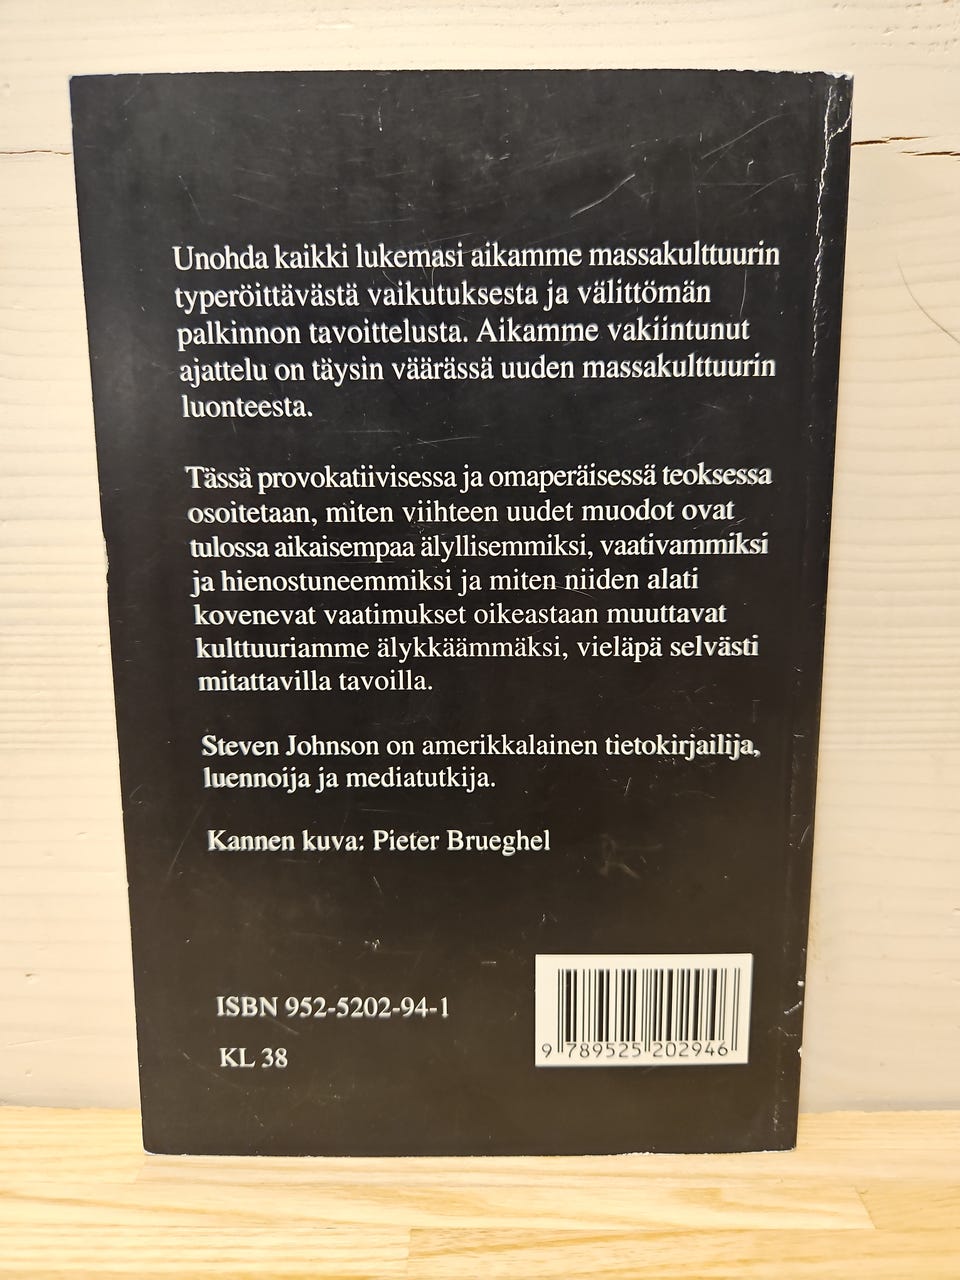 Unohda kaikki lukemasi aikamme massakulttuurin
typeröittävästä vaikutuksesta ja välittömän
palkinnon tavoittelusta. Aikamme vakiintunut
ajattelu on täysin väärässä uuden massakulttuurin
luonteesta.
Tässä provokatiivisessa ja omaperäisessä teoksessa
osoitetaan, miten viihteen uudet muodot ovat
tulossa aikaisempaa älyllisemmiksi, vaativammiksi
ja hienostuneemmiksi ja miten niiden alati
kovenevat vaatimukset oikeastaan muuttavat
kulttuuriamme älykkäämmäksi, vieläpä selvästi
mitattavilla tavoilla.
Steven Johnson on amerikkalainen tietokirjailija,
luennoija ja mediatutkija.
Kannen kuva: Pieter Brueghel
ISBN 952-5202-94-1
KL 38
9 789525 202946